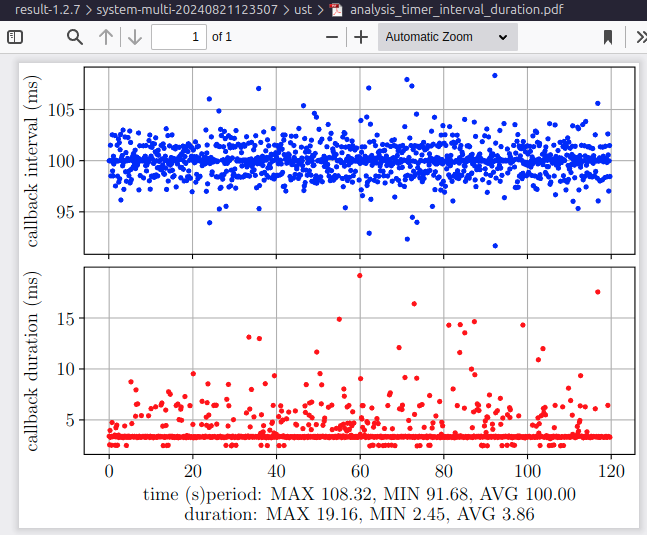 result-1.2.7 > system-multi-20240821123507 > ust > analysis_timer_interval_duration.pdf
1 of 1 Automatic Zoom
callback interval (ms)
105
100
95
callback duration (ms)
15
10
5
0 20 40 60 80 100 120
time (s)period: MAX 108.32, MIN 91.68, AVG 100.00
duration: MAX 19.16, MIN 2.45, AVG 3.86